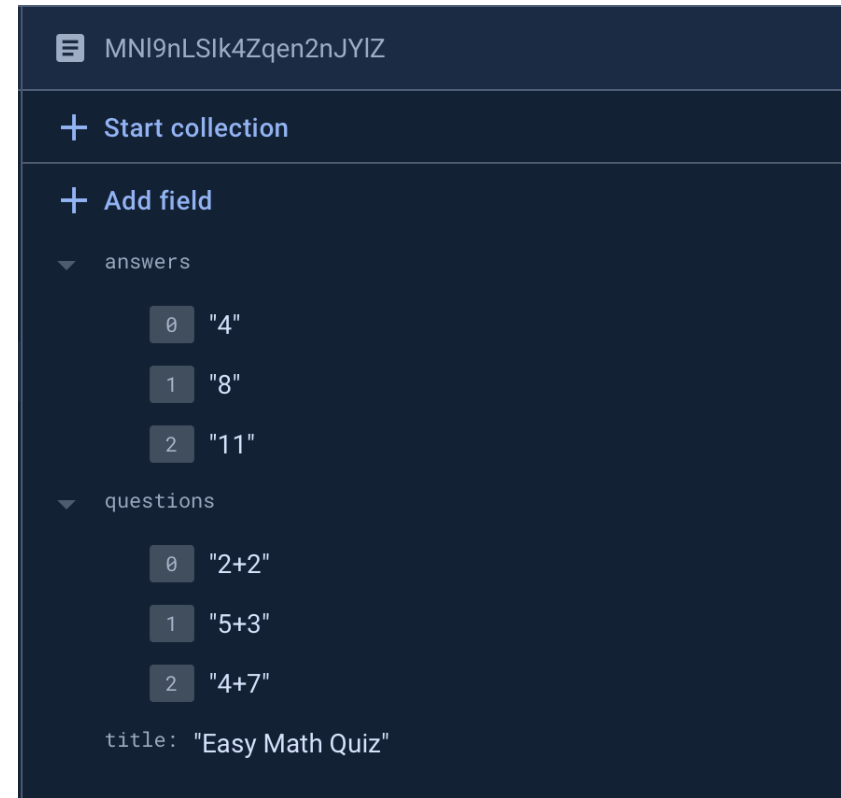 MNl9nLSIk4Zqen2nJYlZ
Start collection
Add field
answers
0 "4"
1 "8"
2 "11"
questions
0 "2+2"
1 "5+3"
2 "4+7"
title: "Easy Math Quiz"